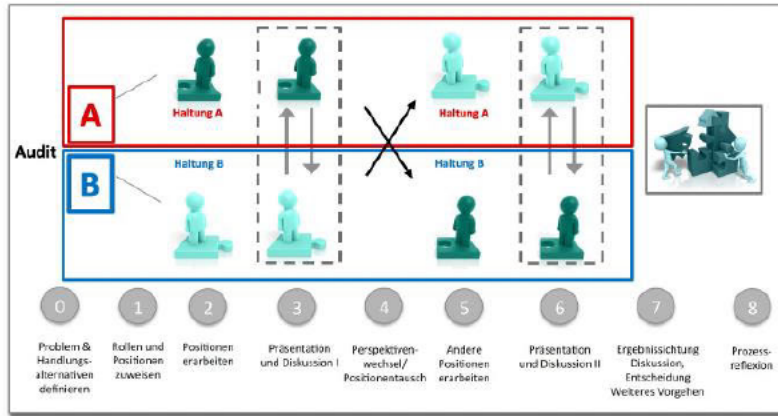 A
Haltung A
Haltung A
Audit
B
Haltung B
Haltung B
0
1
2
3
4
5
6
7
8
Problem &
Handlungs-
alternativen
definieren
Rollen und
Positionen
zuweisen
Positionen
erarbeiten
Präsentation
und Diskussion I
Perspektiven-
wechsel/
Positionentausch
Andere
Positionen
erarbeiten
Präsentation
und Diskussion II
Ergebnissichtung
Diskussion,
Entscheidung
Weiteres Vorgehen
Prozess-
reflexion